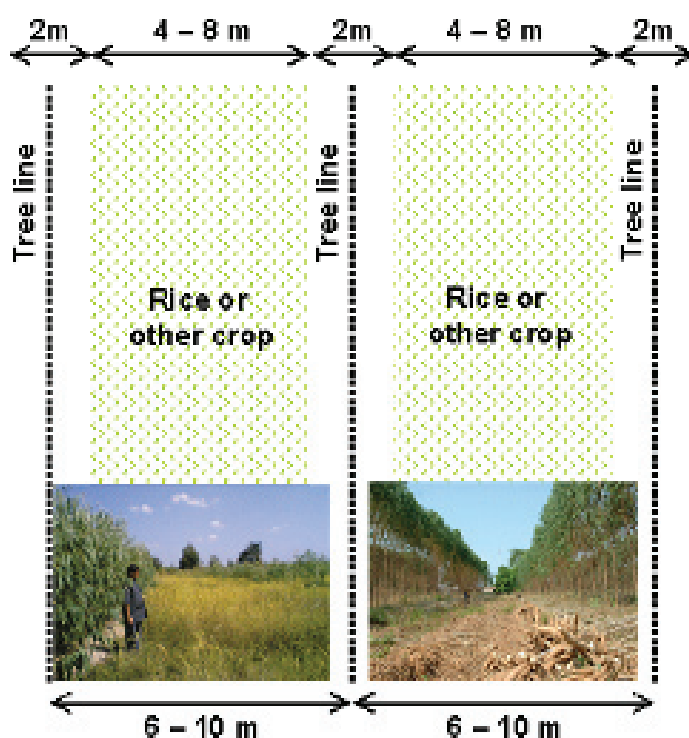 2m 4 – 8 m 2m 4 – 8 m 2m
Tree line
Tree line
Tree line
Rice or
other crop
Rice or
other crop
6 – 10 m 6 – 10 m